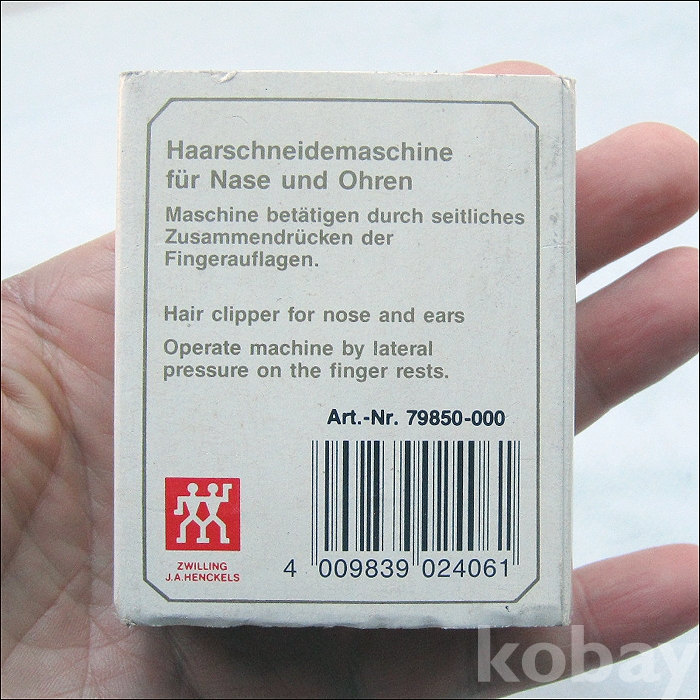 Haarschneidemaschine
für Nase und Ohren
Maschine betätigen durch seitliches
Zusammendrücken der
Fingerauflagen.
Hair clipper for nose and ears
Operate machine by lateral
pressure on the finger rests.
Art.-Nr. 79850-000
ZWILLING
J.A.HENCKELS
4 009839 024061
kobay